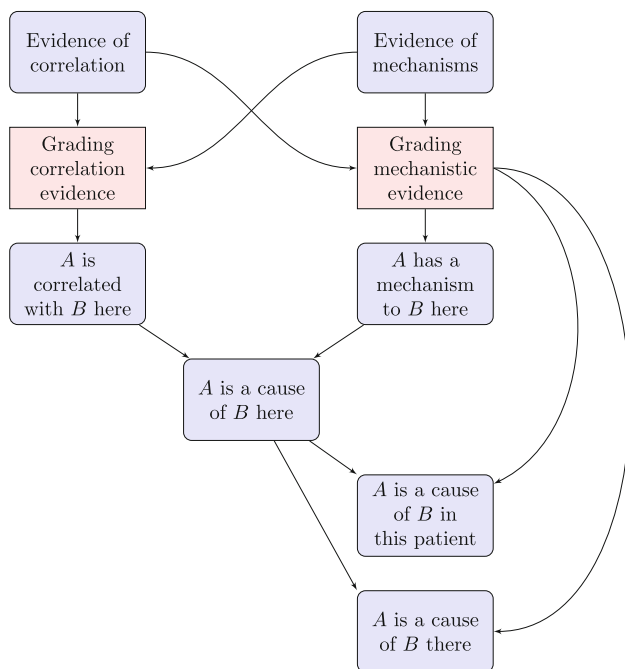 Evidence of
correlation
Evidence of
mechanisms
Grading
correlation
evidence
Grading
mechanistic
evidence
A is
correlated
with B here
A has a
mechanism
to B here
A is a cause
of B here
A is a cause
of B in
this patient
A is a cause
of B there